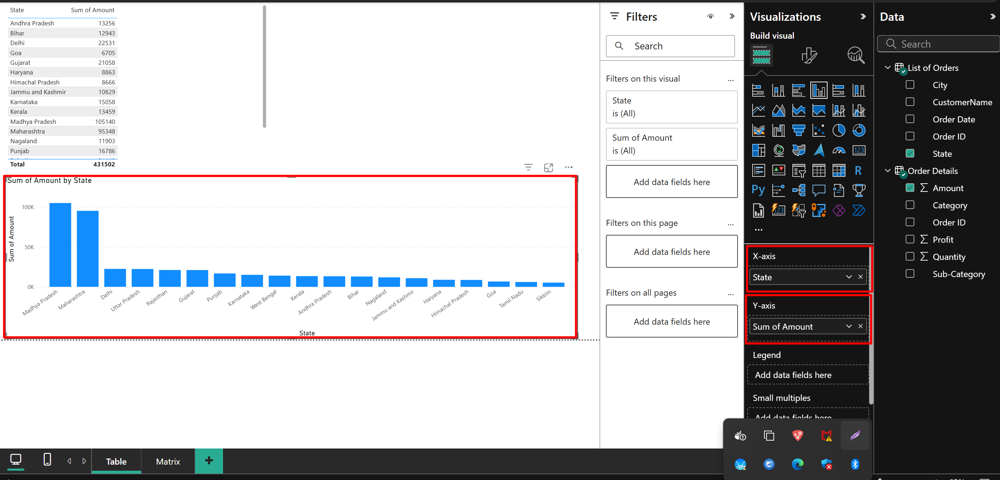 State Sum of Amount
Andhra Pradesh 13256
Bihar 12943
Delhi 22531
Goa 6705
Gujarat 21058
Haryana 8863
Himachal Pradesh 8666
Jammu and Kashmir 10829
Karnataka 15058
Kerala 13459
Madhya Pradesh 105140
Maharashtra 95348
Nagaland 11903
Punjab 16786
Total 431502
Sum of Amount by State
Sum of Amount
100K
50K
0K
Madhya Pradesh
Maharashtra
Delhi
Uttar Pradesh
Rajasthan
Gujarat
Punjab
Karnataka
West Bengal
Kerala
Andhra Pradesh
Bihar
Nagaland
Jammu and Kashmir
Haryana
Himachal Pradesh
Goa
Tamil Nadu
Sikkim
State
Table
Matrix
Filters
Search
Filters on this visual
State
is (All)
Sum of Amount
is (All)
Add data fields here
Filters on this page
Add data fields here
Filters on all pages
Add data fields here
Visualizations
Build visual
123
R
Py
123
X-axis
State
Y-axis
Sum of Amount
Legend
Add data fields here
Small multiples
Add data fields here
Data
Search
List of Orders
City
CustomerName
Order Date
Order ID
State
Order Details
Σ Amount
Category
Order ID
Σ Profit
Σ Quantity
Sub-Category